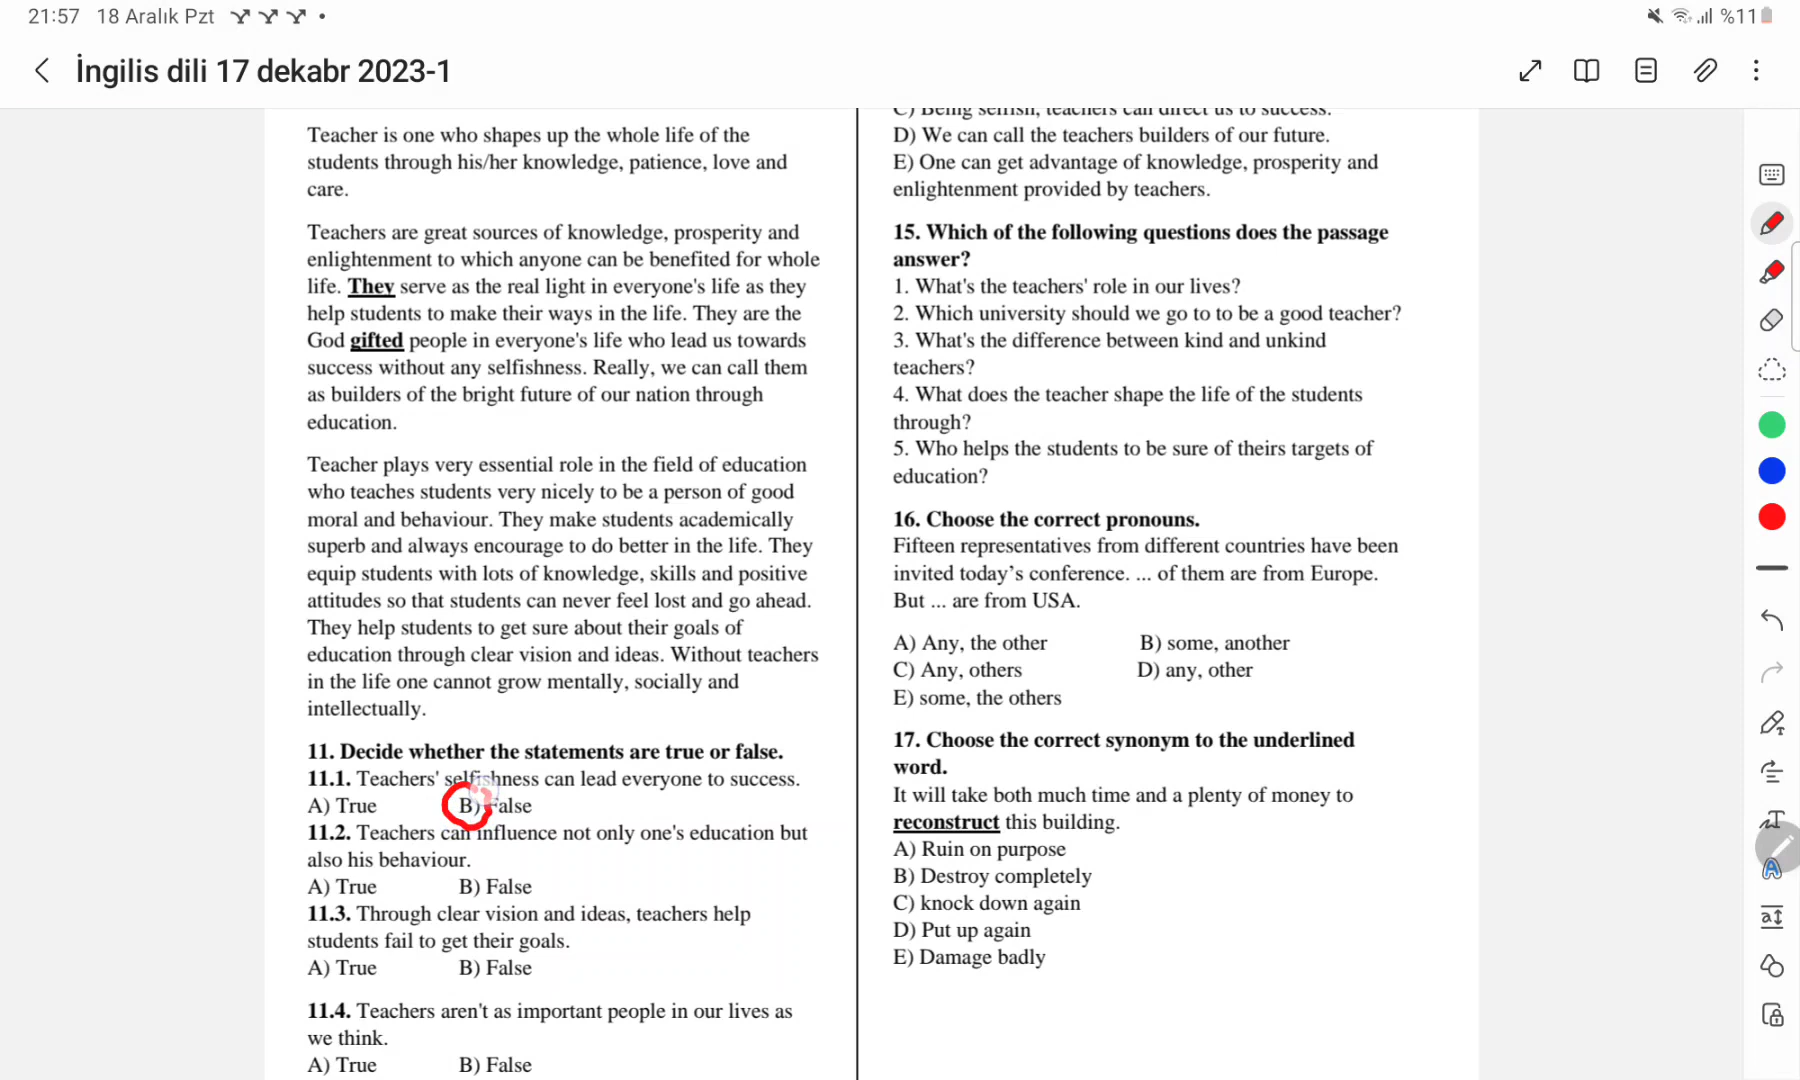 21:57 18 Aralık Pzt
%11
İngilis dili 17 dekabr 2023-1
Teacher is one who shapes up the whole life of the
students through his/her knowledge, patience, love and
care.
Teachers are great sources of knowledge, prosperity and
enlightenment to which anyone can be benefited for whole
life. They serve as the real light in everyone's life as they
help students to make their ways in the life. They are the
God gifted people in everyone's life who lead us towards
success without any selfishness. Really, we can call them
as builders of the bright future of our nation through
education.
Teacher plays very essential role in the field of education
who teaches students very nicely to be a person of good
moral and behaviour. They make students academically
superb and always encourage to do better in the life. They
equip students with lots of knowledge, skills and positive
attitudes so that students can never feel lost and go ahead.
They help students to get sure about their goals of
education through clear vision and ideas. Without teachers
in the life one cannot grow mentally, socially and
intellectually.
11. Decide whether the statements are true or false.
11.1. Teachers' selfishness can lead everyone to success.
A) True B) False
11.2. Teachers can influence not only one's education but
also his behaviour.
A) True B) False
11.3. Through clear vision and ideas, teachers help
students fail to get their goals.
A) True B) False
11.4. Teachers aren't as important people in our lives as
we think.
A) True B) False
C) Being selfish, teachers can direct us to success.
D) We can call the teachers builders of our future.
E) One can get advantage of knowledge, prosperity and
enlightenment provided by teachers.
15. Which of the following questions does the passage
answer?
1. What's the teachers' role in our lives?
2. Which university should we go to to be a good teacher?
3. What's the difference between kind and unkind
teachers?
4. What does the teacher shape the life of the students
through?
5. Who helps the students to be sure of theirs targets of
education?
16. Choose the correct pronouns.
Fifteen representatives from different countries have been
invited today’s conference. ... of them are from Europe.
But ... are from USA.
A) Any, the other B) some, another
C) Any, others D) any, other
E) some, the others
17. Choose the correct synonym to the underlined
word.
It will take both much time and a plenty of money to
reconstruct this building.
A) Ruin on purpose
B) Destroy completely
C) knock down again
D) Put up again
E) Damage badly